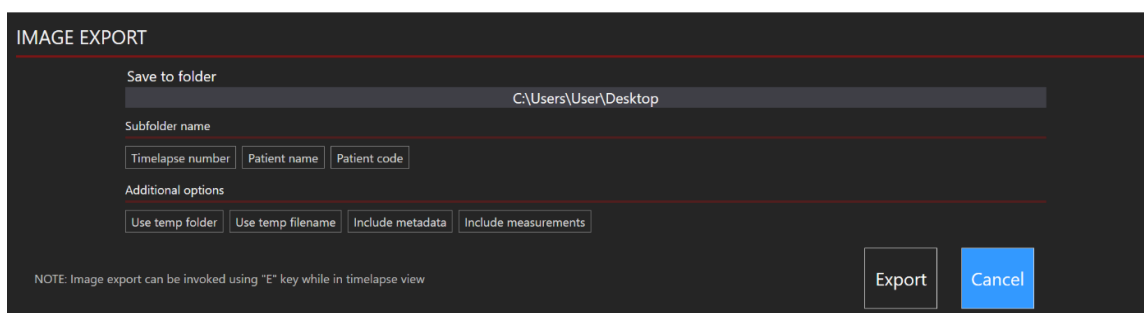 IMAGE EXPORT
Save to folder
C:\Users\User\Desktop
Subfolder name
Timelapse number Patient name Patient code
Additional options
Use temp folder Use temp filename Include metadata Include measurements
NOTE: Image export can be invoked using "E" key while in timelapse view
Export Cancel